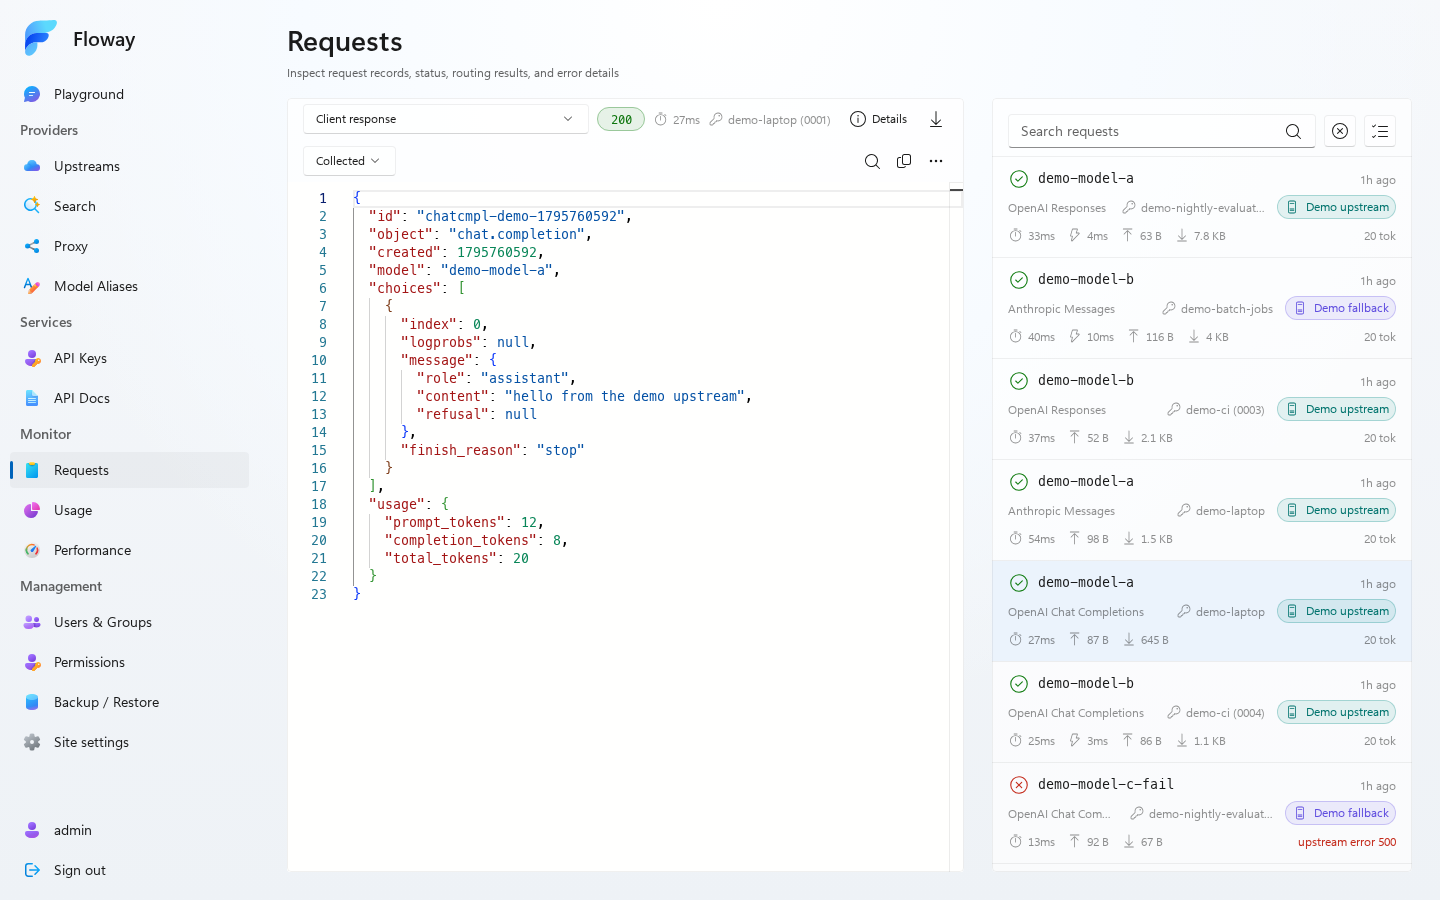 Floway
Playground
Providers
Upstreams
Search
Proxy
Model Aliases
Services
API Keys
API Docs
Monitor
Requests
Usage
Performance
Management
Users & Groups
Permissions
Backup / Restore
Site settings
admin
Sign out
Requests
Inspect request records, status, routing results, and error details
Client response
200
27ms
demo-laptop (0001)
Details
Collected
1 {
2 "id": "chatcmpl-demo-1795760592",
3 "object": "chat.completion",
4 "created": 1795760592,
5 "model": "demo-model-a",
6 "choices": [
7 {
8 "index": 0,
9 "logprobs": null,
10 "message": {
11 "role": "assistant",
12 "content": "hello from the demo upstream",
13 "refusal": null
14 },
15 "finish_reason": "stop"
16 }
17 ],
18 "usage": {
19 "prompt_tokens": 12,
20 "completion_tokens": 8,
21 "total_tokens": 20
22 }
23 }
Search requests
demo-model-a 1h ago
OpenAI Responses demo-nightly-evaluat... Demo upstream
33ms 4ms 63 B 7.8 KB 20 tok
demo-model-b 1h ago
Anthropic Messages demo-batch-jobs Demo fallback
40ms 10ms 116 B 4 KB 20 tok
demo-model-b 1h ago
OpenAI Responses demo-ci (0003) Demo upstream
37ms 52 B 2.1 KB 20 tok
demo-model-a 1h ago
Anthropic Messages demo-laptop Demo upstream
54ms 98 B 1.5 KB 20 tok
demo-model-a 1h ago
OpenAI Chat Completions demo-laptop Demo upstream
27ms 87 B 645 B 20 tok
demo-model-b 1h ago
OpenAI Chat Completions demo-ci (0004) Demo upstream
25ms 3ms 86 B 1.1 KB 20 tok
demo-model-c-fail 1h ago
OpenAI Chat Com... demo-nightly-evaluat... Demo fallback
13ms 92 B 67 B upstream error 500